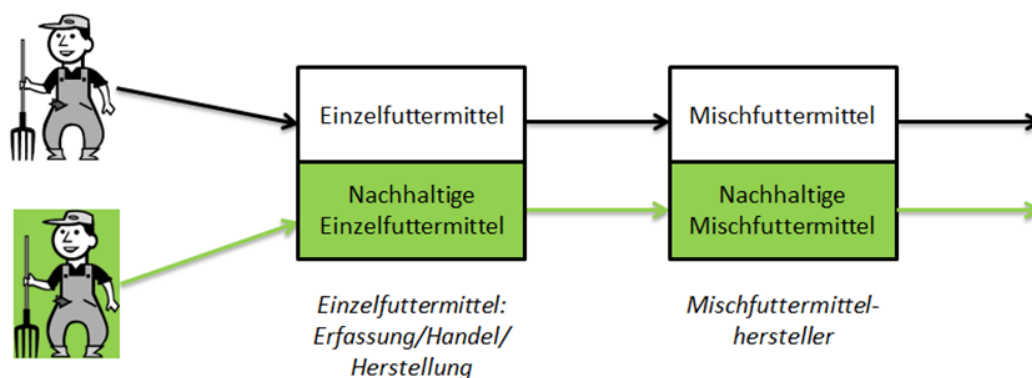 Einzelfuttermittel
Mischfuttermittel
Nachhaltige
Einzelfuttermittel
Nachhaltige
Mischfuttermittel
Einzelfuttermittel:
Erfassung/Handel/
Herstellung
Mischfuttermittel-
hersteller